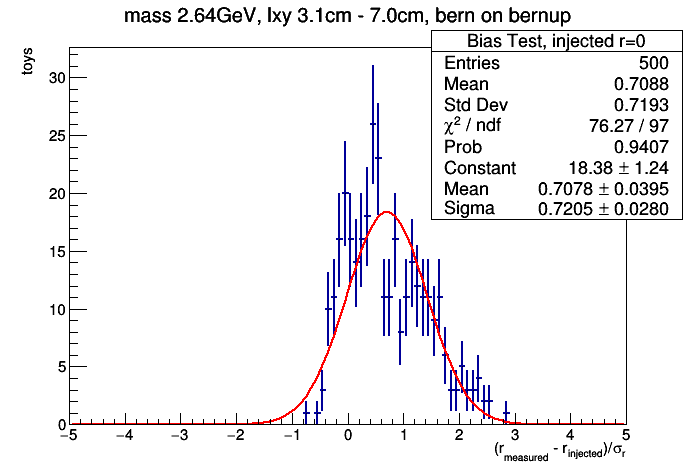 mass 2.64GeV, lxy 3.1cm - 7.0cm, bern on bernup
Bias Test, injected r=0
Entries 500
Mean 0.7088
Std Dev 0.7193
χ² / ndf 76.27 / 97
Prob 0.9407
Constant 18.38 ± 1.24
Mean 0.7078 ± 0.0395
Sigma 0.7205 ± 0.0280
toys
30
25
20
15
10
5
0
−5 −4 −3 −2 −1 0 1 2 3 4 5
(r_measured - r_injected)/σ_r